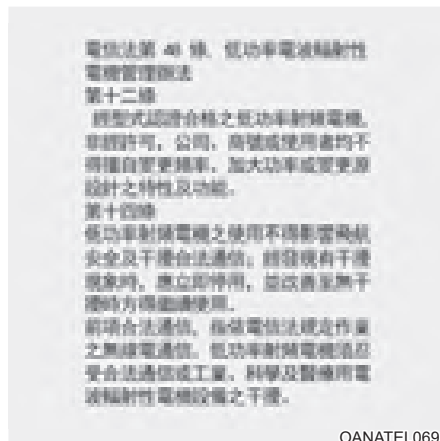 電信法第 46 條. 低功率電波輻射性
電機管理辦法
第十二條
經型式認證合格之低功率射頻電機,
非經許可, 公司, 商號或使用者均不
得擅自變更頻率, 加大功率或變更原
設計之特性及功能.
第十四條
低功率射頻電機之使用不得影響飛航
安全及干擾合法通信; 經發現有干擾
現象時, 應立即停用, 並改善至無干
擾時方得繼續使用.
前項合法通信, 指依電信法規定作業
之無線電通信. 低功率射頻電機須忍
受合法通信或工業, 科學及醫療用電
波輻射性電機設備之干擾.
OANATEL069